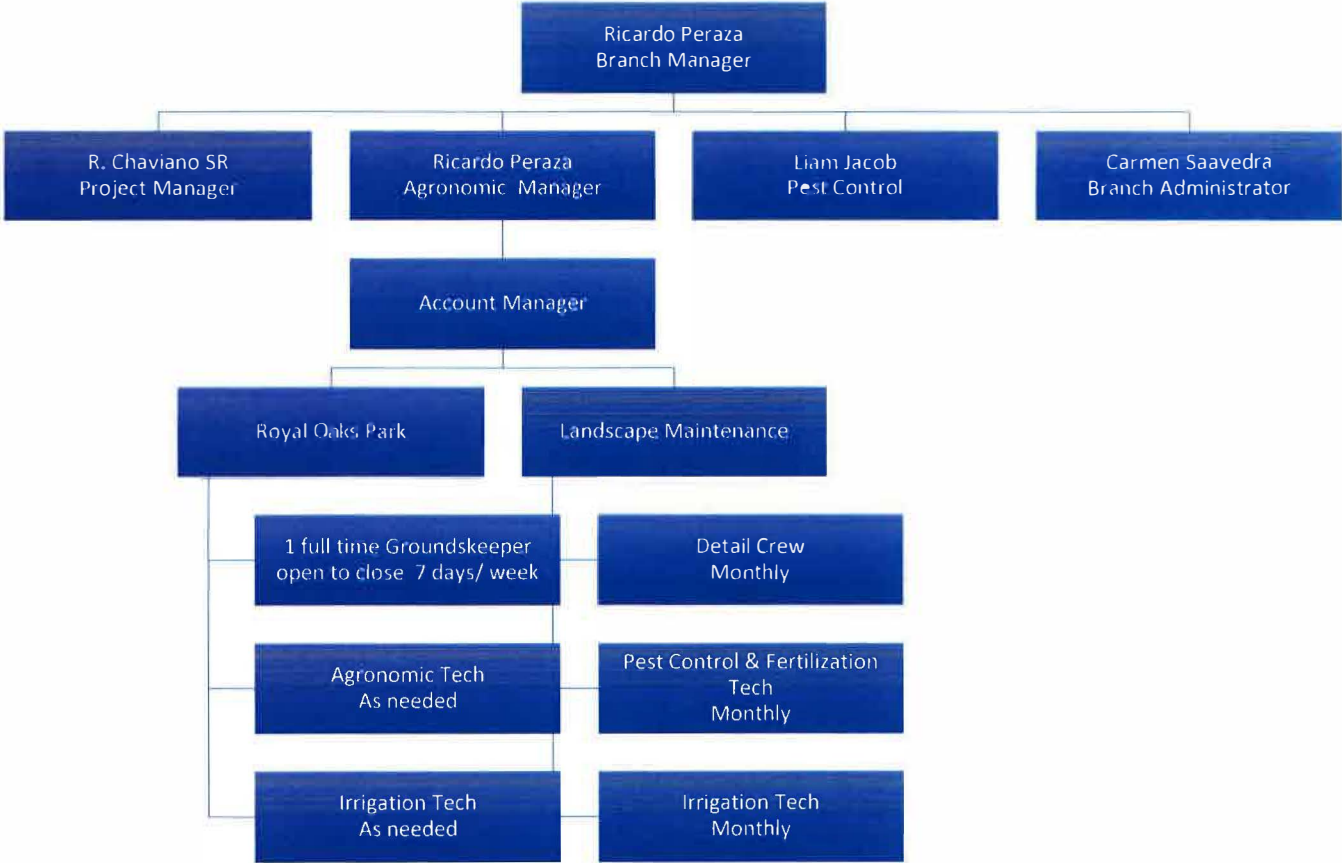 Ricardo Peraza
Branch Manager
R. Chaviano SR
Project Manager
Ricardo Peraza
Agronomic Manager
Liam Jacob
Pest Control
Carmen Saavedra
Branch Administrator
Account Manager
Royal Oaks Park
Landscape Maintenance
1 full time Groundskeeper
open to close 7 days/ week
Detail Crew
Monthly
Agronomic Tech
As needed
Pest Control & Fertilization
Tech
Monthly
Irrigation Tech
As needed
Irrigation Tech
Monthly